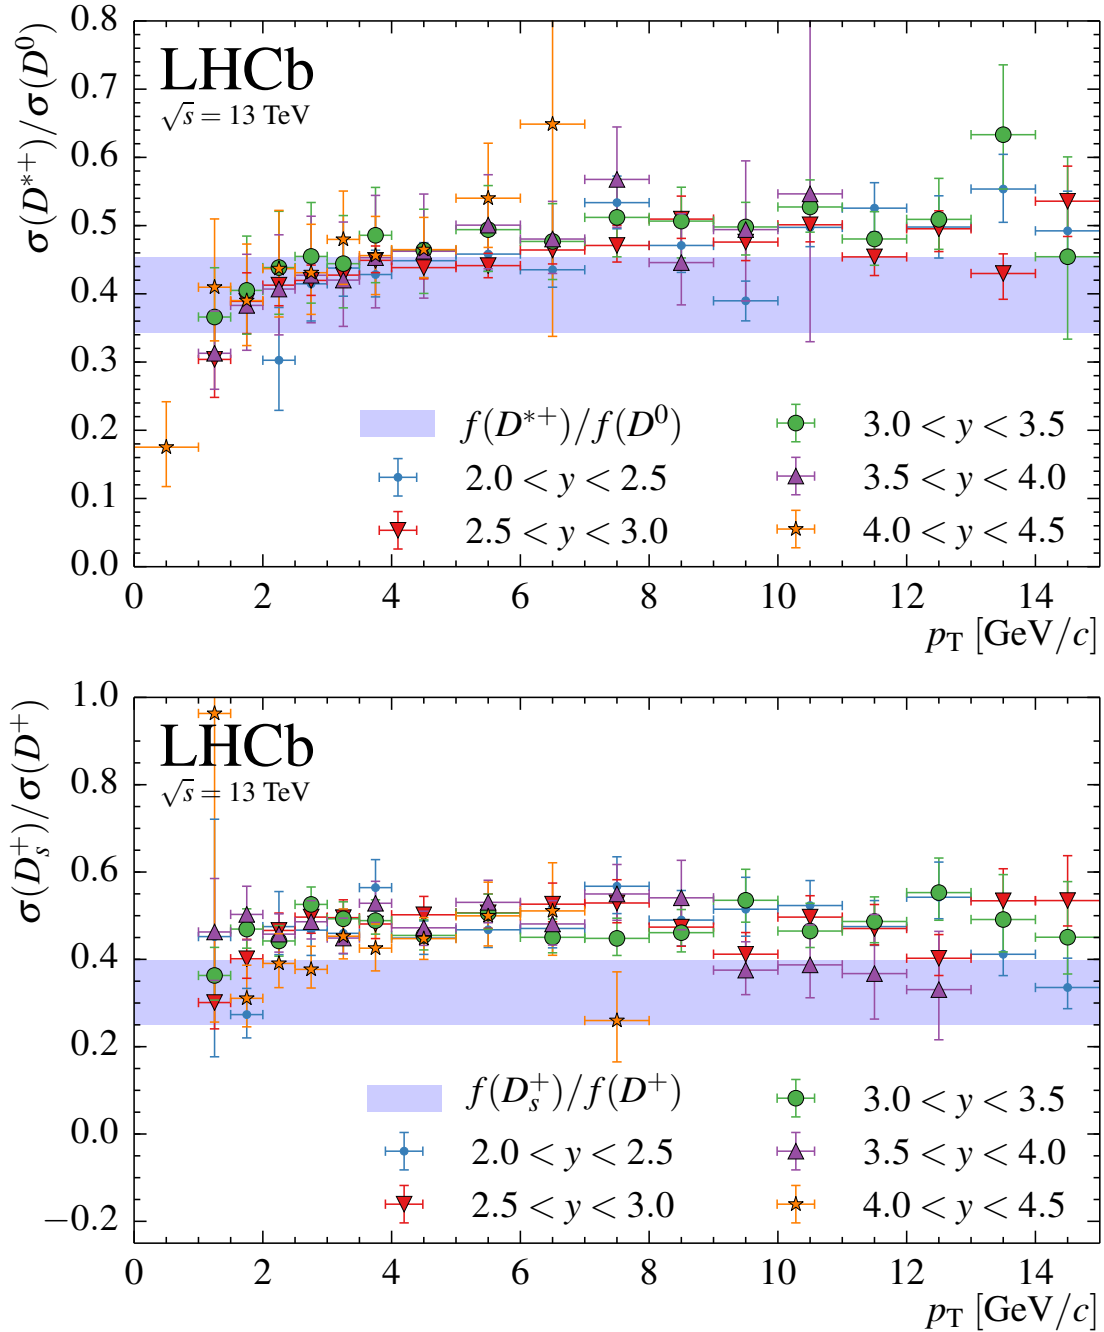 0.8
0.7
0.6
0.5
0.4
0.3
0.2
0.1
0.0
σ(D*⁺)/σ(D⁰)
LHCb
√s = 13 TeV
f(D*⁺)/f(D⁰)
2.0 < y < 2.5
2.5 < y < 3.0
3.0 < y < 3.5
3.5 < y < 4.0
4.0 < y < 4.5
0 2 4 6 8 10 12 14
p_T [GeV/c]
1.0
0.8
0.6
0.4
0.2
0.0
−0.2
σ(D_s⁺)/σ(D⁺)
LHCb
√s = 13 TeV
f(D_s⁺)/f(D⁺)
2.0 < y < 2.5
2.5 < y < 3.0
3.0 < y < 3.5
3.5 < y < 4.0
4.0 < y < 4.5
0 2 4 6 8 10 12 14
p_T [GeV/c]